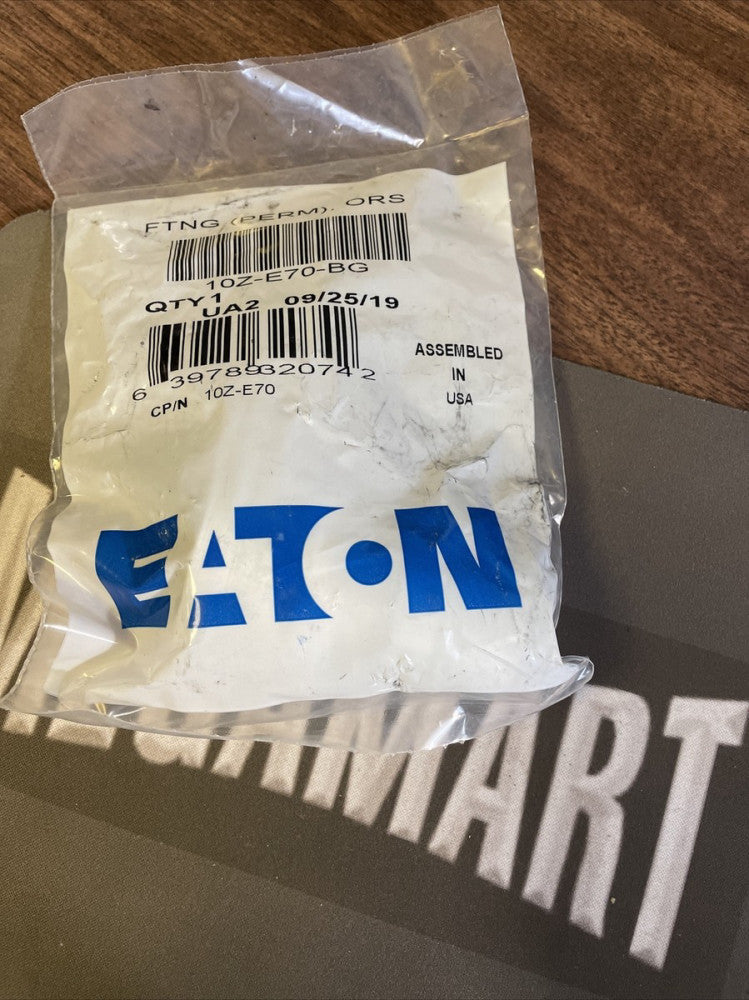 FTNG (PERM), ORS
10Z-E70-BG
QTY 1
UA2 09/25/19
6 39789 32074 2
CP/N 10Z-E70
ASSEMBLED
IN
USA
EATON